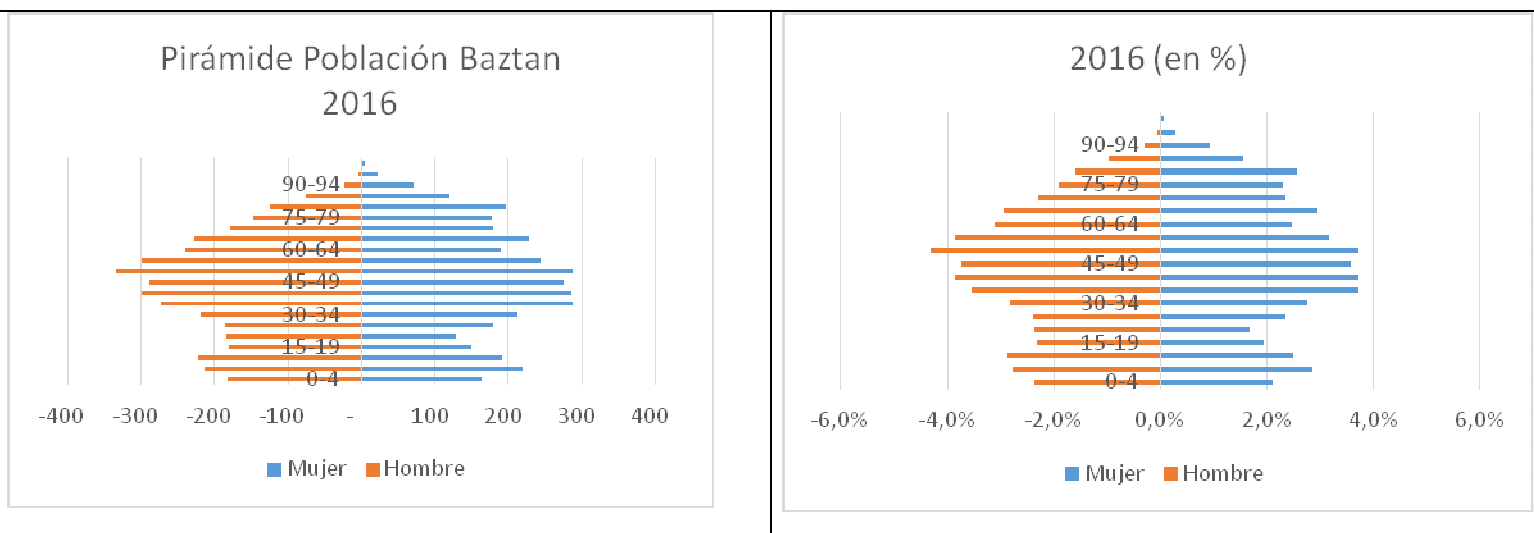 Pirámide Población Baztan
2016
90-94
75-79
60-64
45-49
30-34
15-19
0-4
-400 -300 -200 -100 - 100 200 300 400
Mujer Hombre
2016 (en %)
90-94
75-79
60-64
45-49
30-34
15-19
0-4
-6,0% -4,0% -2,0% 0,0% 2,0% 4,0% 6,0%
Mujer Hombre